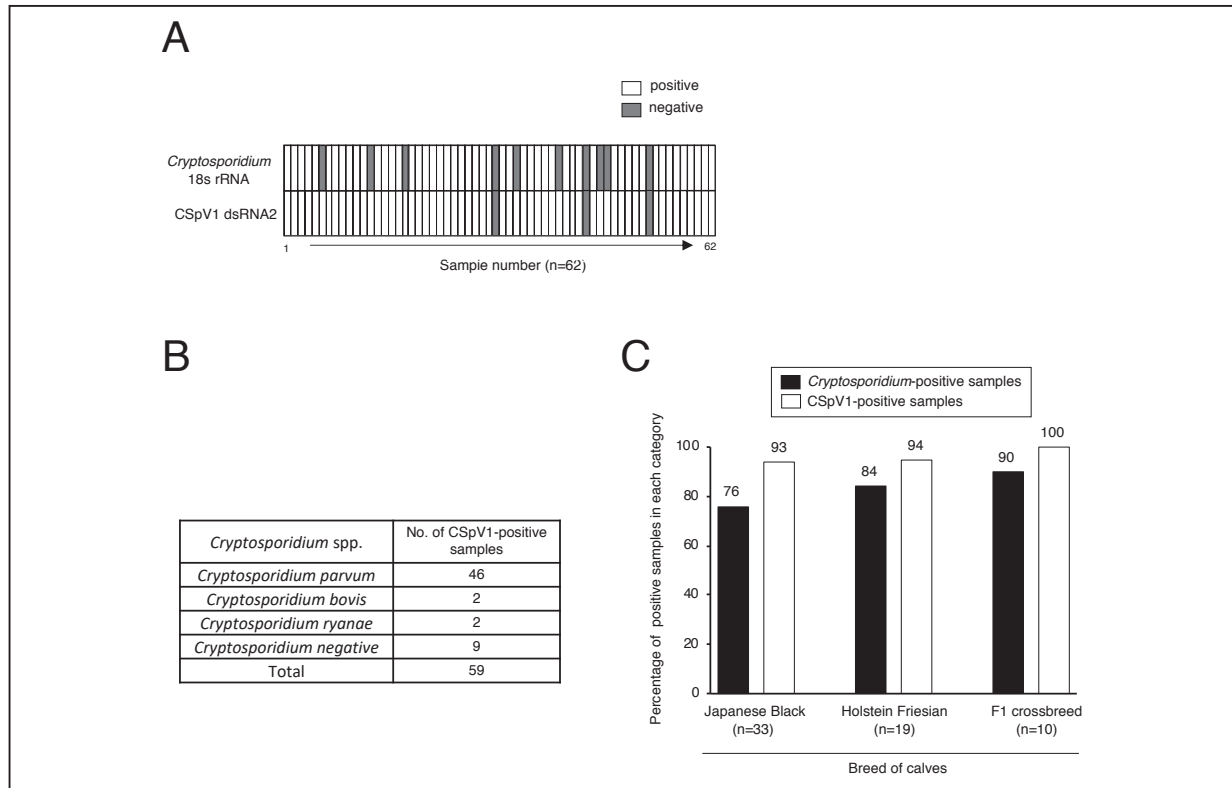 A
positive
negative
Cryptosporidium
18s rRNA
CSpV1 dsRNA2
1
62
Sampie number (n=62)
B
Cryptosporidium spp.
No. of CSpV1-positive
samples
Cryptosporidium parvum
46
Cryptosporidium bovis
2
Cryptosporidium ryanae
2
Cryptosporidium negative
9
Total
59
C
Cryptosporidium-positive samples
CSpV1-positive samples
Percentage of positive samples in each category
100
80
60
40
20
0
76
93
84
94
90
100
Japanese Black
(n=33)
Holstein Friesian
(n=19)
F1 crossbreed
(n=10)
Breed of calves